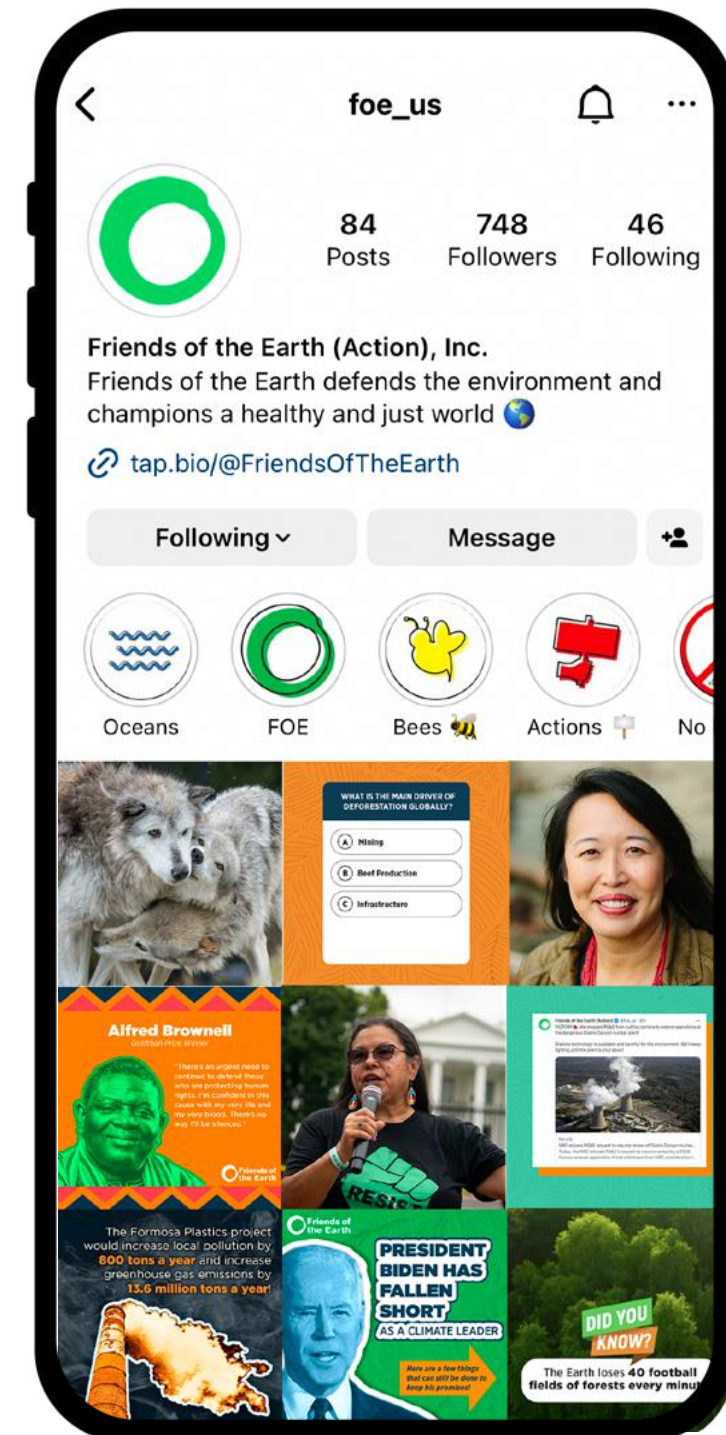 foe_us
84
748
46
Posts
Followers
Following
Friends of the Earth (Action), Inc.
Friends of the Earth defends the environment and
champions a healthy and just world 🌎
tap.bio/@FriendsOfTheEarth
Following
Message
Oceans
FOE
Bees 🐝
Actions 🪧
No
WHAT IS THE MAIN DRIVER OF
DEFORESTATION GLOBALLY?
A Mining
B Beef Production
C Infrastructure
Alfred Brownell
Goldman Prize Winner
"There's an urgent need to
continue to defend those
who are protecting human
rights. I'm confident in this
cause with my very life and
my very blood. There's no
way I'll be silenced."
Friends of
the Earth
RESIST
Friends of the Earth (Action)
The Formosa Plastics project
would increase local pollution by
800 tons a year and increase
greenhouse gas emissions by
13.6 million tons a year!
Friends of
the Earth
PRESIDENT
BIDEN HAS
FALLEN
SHORT
AS A CLIMATE LEADER
Here are a few things
that can still be done to
keep his promises!
DID YOU
KNOW?
The Earth loses 40 football
fields of forests every minut